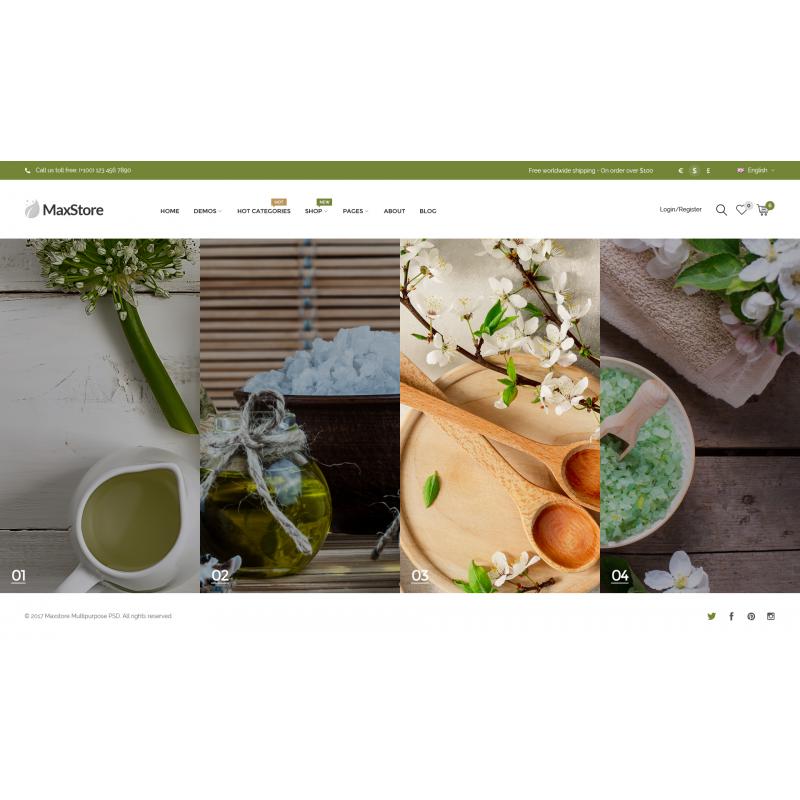 Call us toll free: (+100) 123 456 7890
Free worldwide shipping - On order over $100
€ $ £
English
MaxStore
HOT
NEW
HOME DEMOS HOT CATEGORIES SHOP PAGES ABOUT BLOG
Login/Register
0
6
01
02
03
04
© 2017 Maxstore Multipurpose PSD. All rights reserved